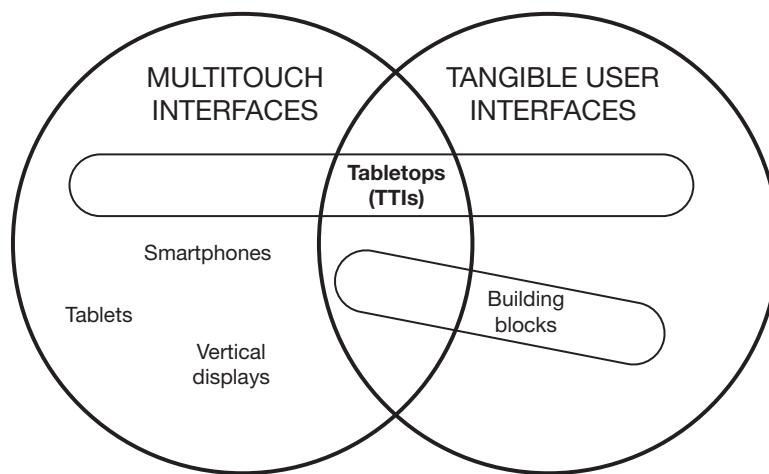 MULTITOUCH
INTERFACES
TANGIBLE USER
INTERFACES
Tabletops
(TTIs)
Smartphones
Tablets
Vertical
displays
Building
blocks